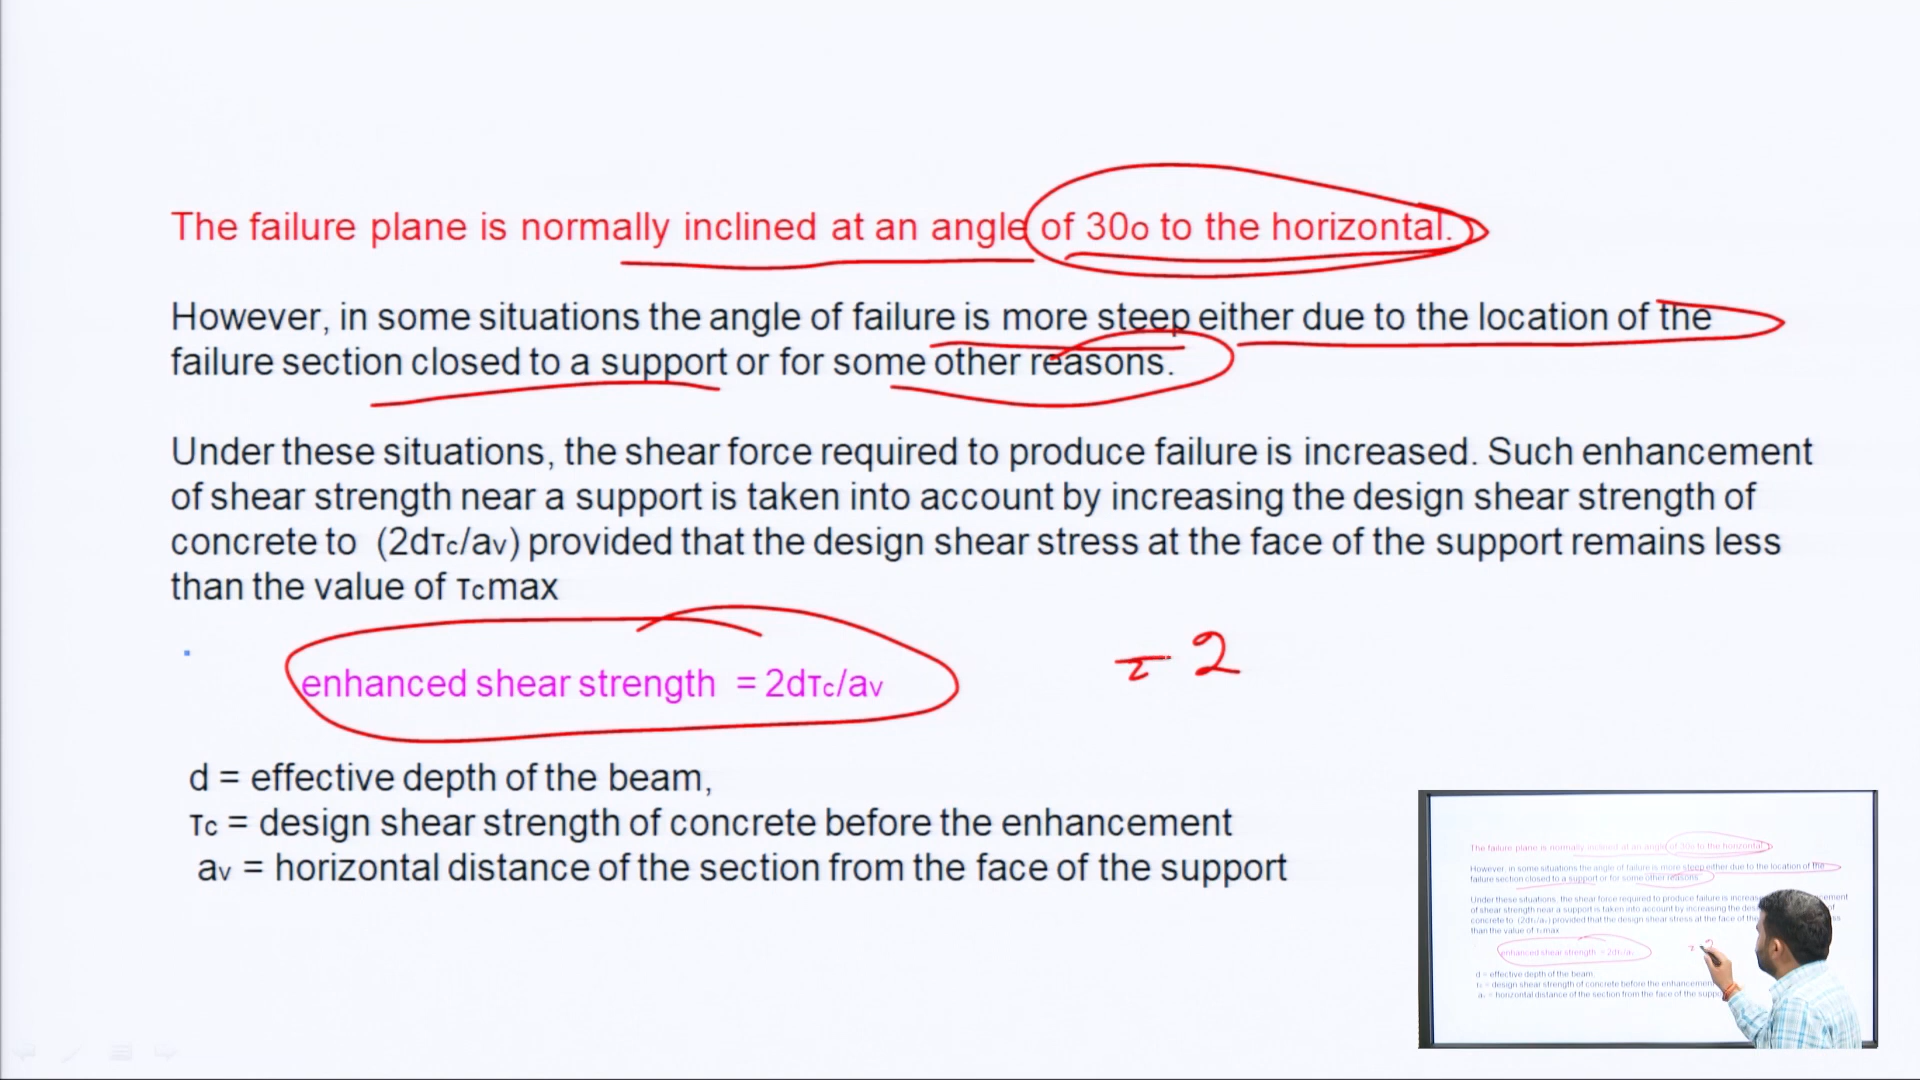 The failure plane is normally inclined at an angle of 30o to the horizontal.
However, in some situations the angle of failure is more steep either due to the location of the
failure section closed to a support or for some other reasons.
Under these situations, the shear force required to produce failure is increased. Such enhancement
of shear strength near a support is taken into account by increasing the design shear strength of
concrete to (2dτc/av) provided that the design shear stress at the face of the support remains less
than the value of τcmax
enhanced shear strength = 2dτc/av
d = effective depth of the beam,
τc = design shear strength of concrete before the enhancement
av = horizontal distance of the section from the face of the support